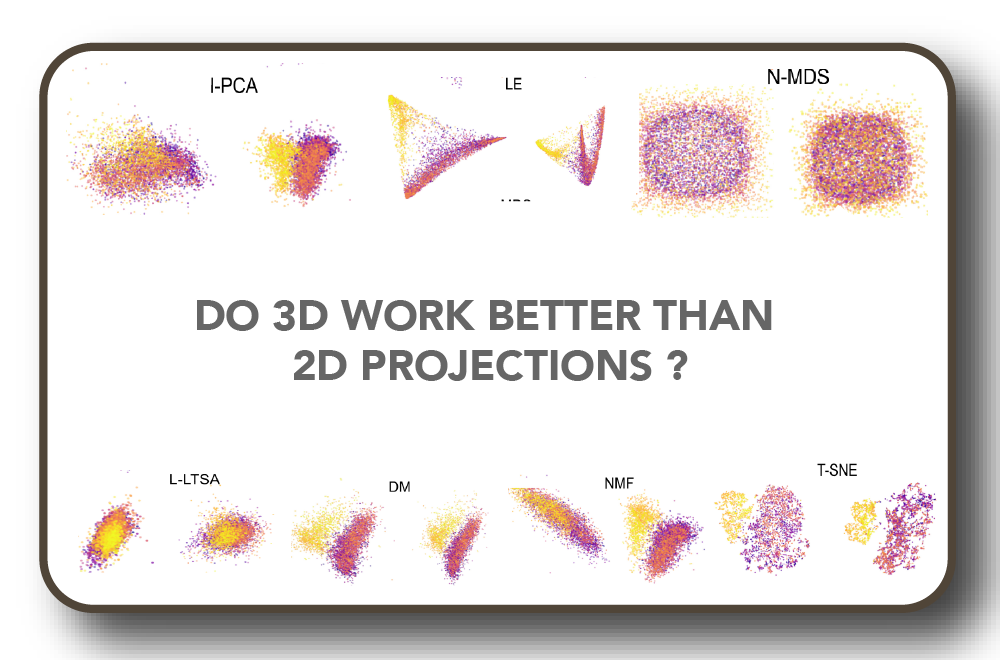 I-PCA
LE
N-MDS
DO 3D WORK BETTER THAN
2D PROJECTIONS ?
L-LTSA
DM
NMF
T-SNE